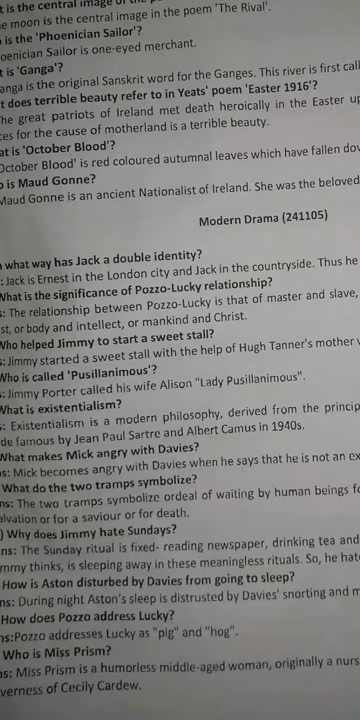 t is the central image of the
e moon is the central image in the poem 'The Rival'.
is the 'Phoenician Sailor'?
oenician Sailor is one-eyed merchant.
t is 'Ganga'?
anga is the original Sanskrit word for the Ganges. This river is first call
t does terrible beauty refer to in Yeats' poem 'Easter 1916'?
he great patriots of Ireland met death heroically in the Easter up
ces for the cause of motherland is a terrible beauty.
at is 'October Blood'?
October Blood' is red coloured autumnal leaves which have fallen dov
o is Maud Gonne?
Maud Gonne is an ancient Nationalist of Ireland. She was the beloved
Modern Drama (241105)
what way has Jack a double identity?
: Jack is Ernest in the London city and Jack in the countryside. Thus he
What is the significance of Pozzo-Lucky relationship?
s: The relationship between Pozzo-Lucky is that of master and slave,
st, or body and intellect, or mankind and Christ.
Who helped Jimmy to start a sweet stall?
s: Jimmy started a sweet stall with the help of Hugh Tanner's mother
Who is called 'Pusillanimous'?
s: Jimmy Porter called his wife Alison "Lady Pusillanimous".
What is existentialism?
s: Existentialism is a modern philosophy, derived from the princip
de famous by Jean Paul Sartre and Albert Camus in 1940s.
What makes Mick angry with Davies?
ns: Mick becomes angry with Davies when he says that he is not an ex
What do the two tramps symbolize?
ns: The two tramps symbolize ordeal of waiting by human beings fo
alvation or for a saviour or for death.
) Why does Jimmy hate Sundays?
ns: The Sunday ritual is fixed- reading newspaper, drinking tea and
mmy thinks, is sleeping away in these meaningless rituals. So, he hate
How is Aston disturbed by Davies from going to sleep?
ns: During night Aston's sleep is distrusted by Davies' snorting and m
How does Pozzo address Lucky?
ns:Pozzo addresses Lucky as "pig" and "hog".
Who is Miss Prism?
ns: Miss Prism is a humorless middle-aged woman, originally a nurs
verness of Cecily Cardew.